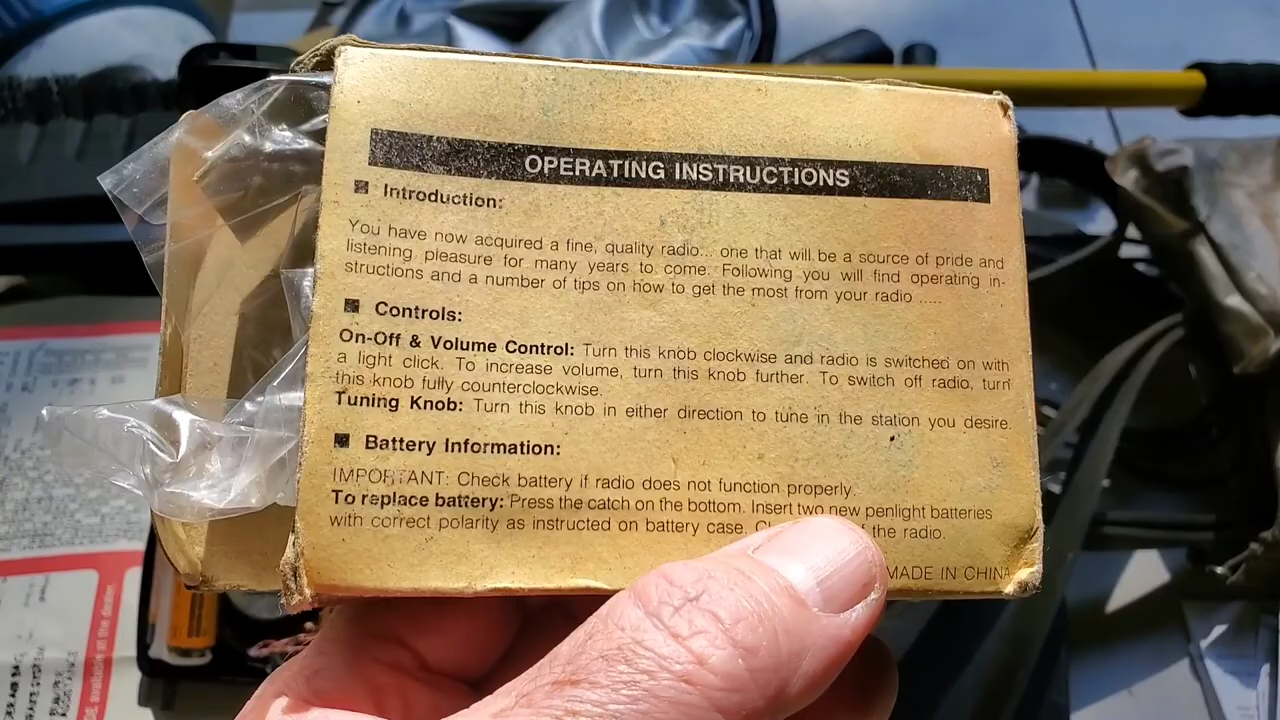 OPERATING INSTRUCTIONS
Introduction:
You have now acquired a fine, quality radio... one that will be a source of pride and
listening pleasure for many years to come. Following you will find operating in-
structions and a number of tips on how to get the most from your radio .....
Controls:
On-Off & Volume Control: Turn this knob clockwise and radio is switched on with
a light click. To increase volume, turn this knob further. To switch off radio, turn
this knob fully counterclockwise.
Tuning Knob: Turn this knob in either direction to tune in the station you desire.
Battery Information:
IMPORTANT: Check battery if radio does not function properly.
To replace battery: Press the catch on the bottom. Insert two new penlight batteries
with correct polarity as instructed on battery case. the radio.
MADE IN CHINA
available at the dealer
ASSISTANCE